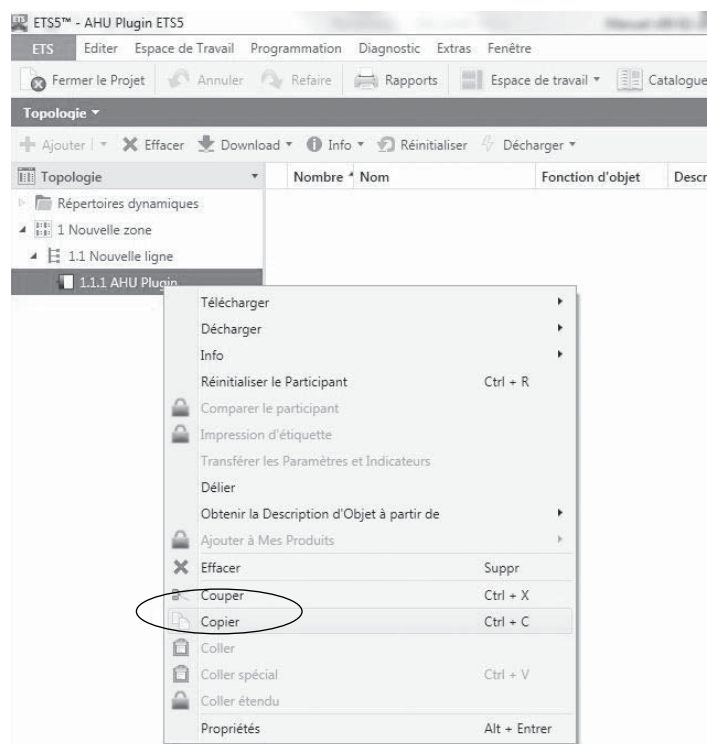 ETS5™ - AHU Plugin ETS5
ETS Editer Espace de Travail Programmation Diagnostic Extras Fenêtre
Fermer le Projet Annuler Refaire Rapports Espace de travail Catalogue
Topologie
Ajouter Effacer Download Info Réinitialiser Décharger
Topologie Nombre Nom Fonction d'objet Descr
Répertoires dynamiques
1 Nouvelle zone
1.1 Nouvelle ligne
1.1.1 AHU Plugin
Télécharger
Décharger
Info
Réinitialiser le Participant Ctrl + R
Comparer le participant
Impression d'étiquette
Transférer les Paramètres et Indicateurs
Délier
Obtenir la Description d'Objet à partir de
Ajouter à Mes Produits
Effacer Suppr
Couper Ctrl + X
Copier Ctrl + C
Coller
Coller spécial Ctrl + V
Coller étendu
Propriétés Alt + Entrer